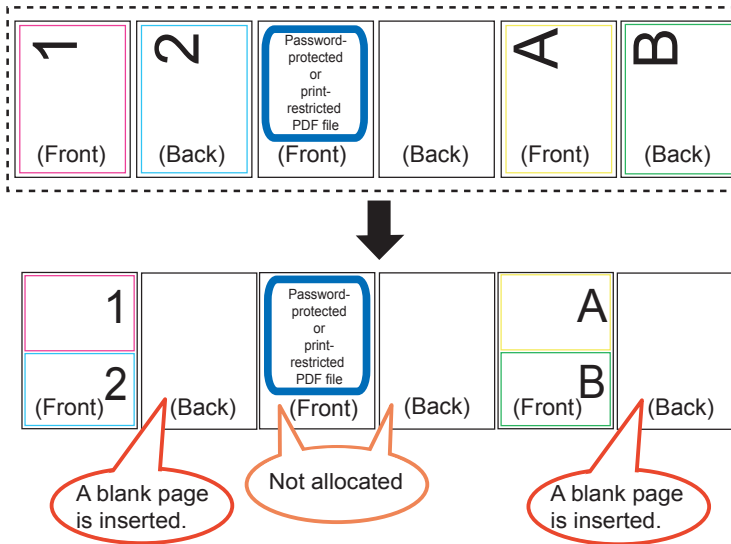 1
(Front)
2
(Back)
Password-
protected
or
print-
restricted
PDF file
(Front)
(Back)
A
(Front)
B
(Back)
1
2
(Front)
(Back)
Password-
protected
or
print-
restricted
PDF file
(Front)
(Back)
A
B
(Front)
(Back)
A blank page
is inserted.
Not allocated
A blank page
is inserted.